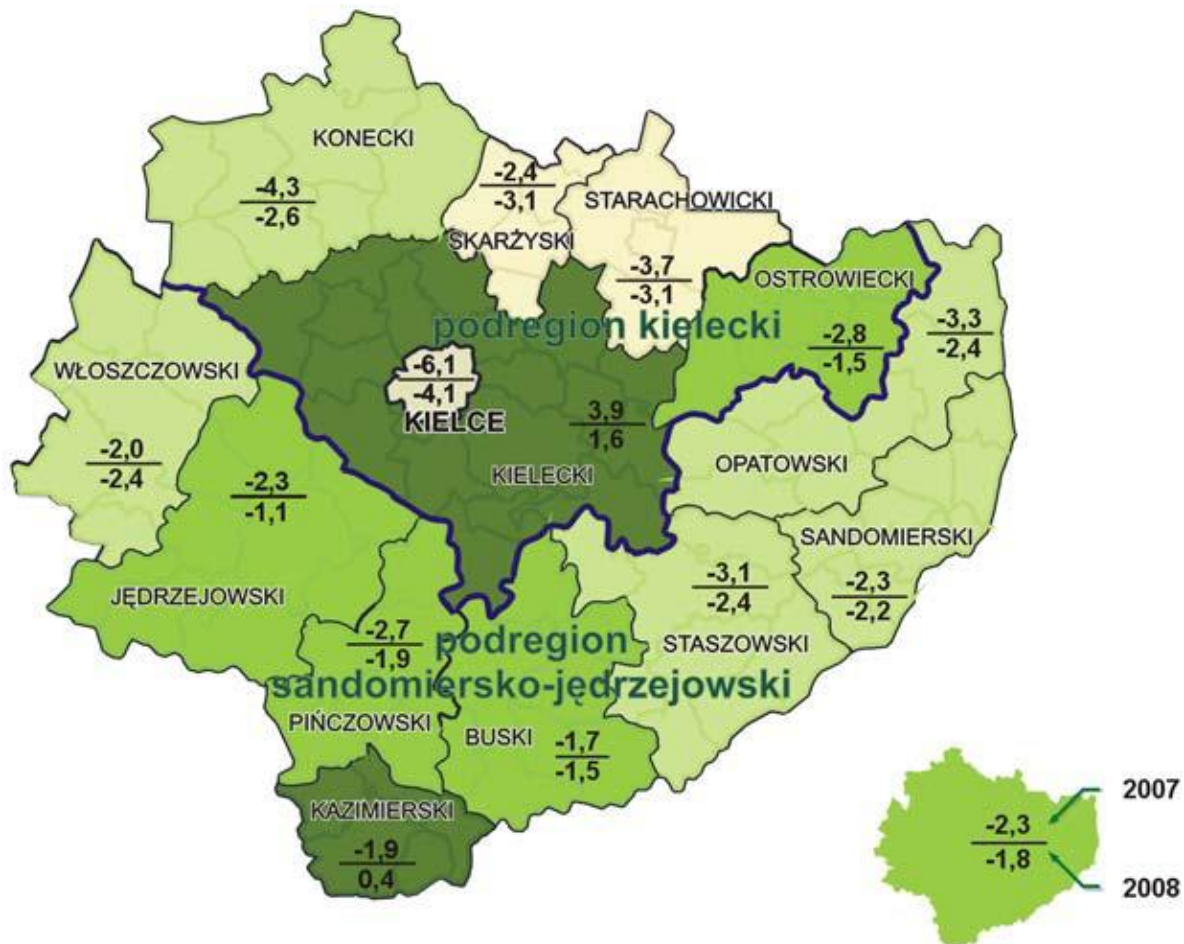 KONECKI
-4,3
-2,6
-2,4
-3,1
SKARŻYSKI
STARACHOWICKI
-3,7
-3,1
OSTROWIECKI
-2,8
-1,5
-3,3
-2,4
OPATOWSKI
podregion kielecki
WŁOSZCZOWSKI
-2,0
-2,4
-6,1
-4,1
KIELCE
3,9
1,6
KIELECKI
-2,3
-1,1
JĘDRZEJOWSKI
SANDOMIERSKI
-2,3
-2,2
-3,1
-2,4
STASZOWSKI
-2,7
-1,9
podregion
sandomiersko-jędrzejowski
PIŃCZOWSKI
BUSKI
-1,7
-1,5
KAZIMIERSKI
-1,9
0,4
2007
-2,3
-1,8
2008